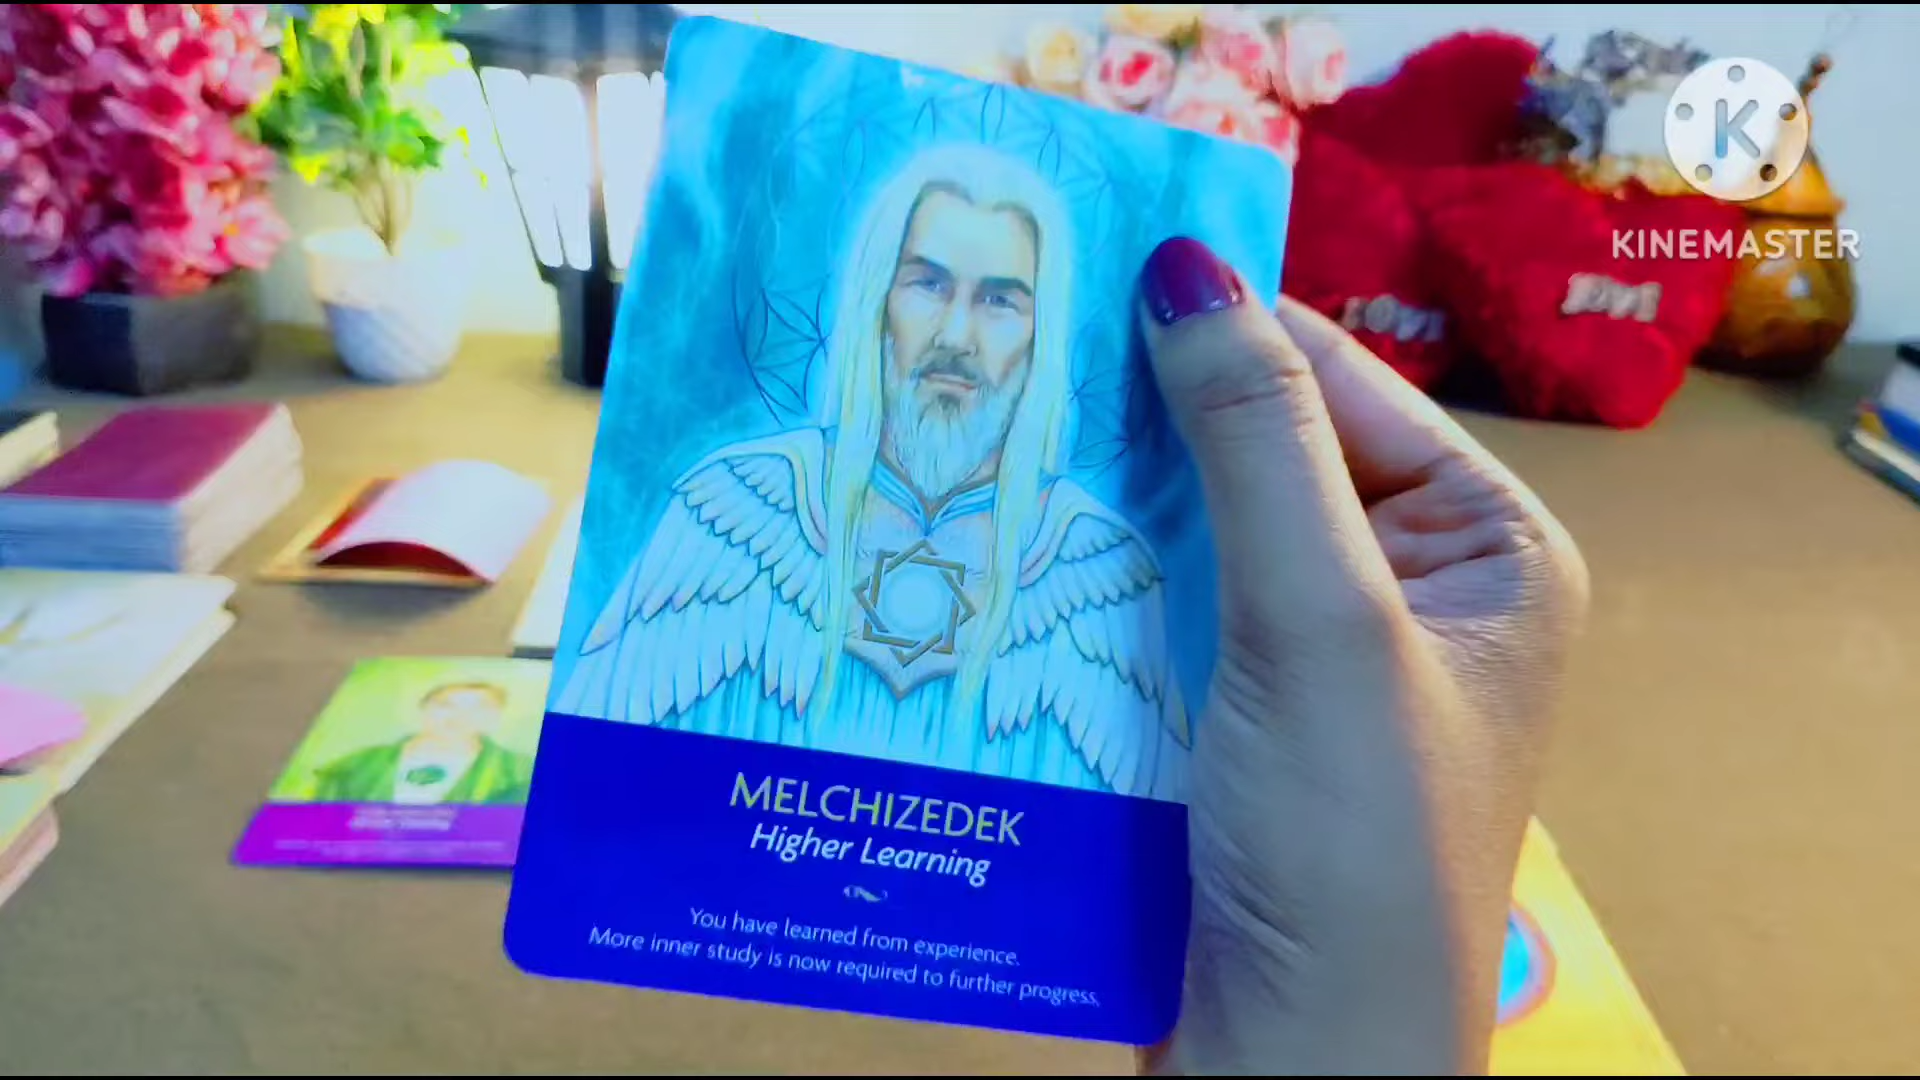 K
KINEMASTER
LOVE
LOVE
MELCHIZEDEK
Higher Learning
You have learned from experience.
More inner study is now required to further progress.